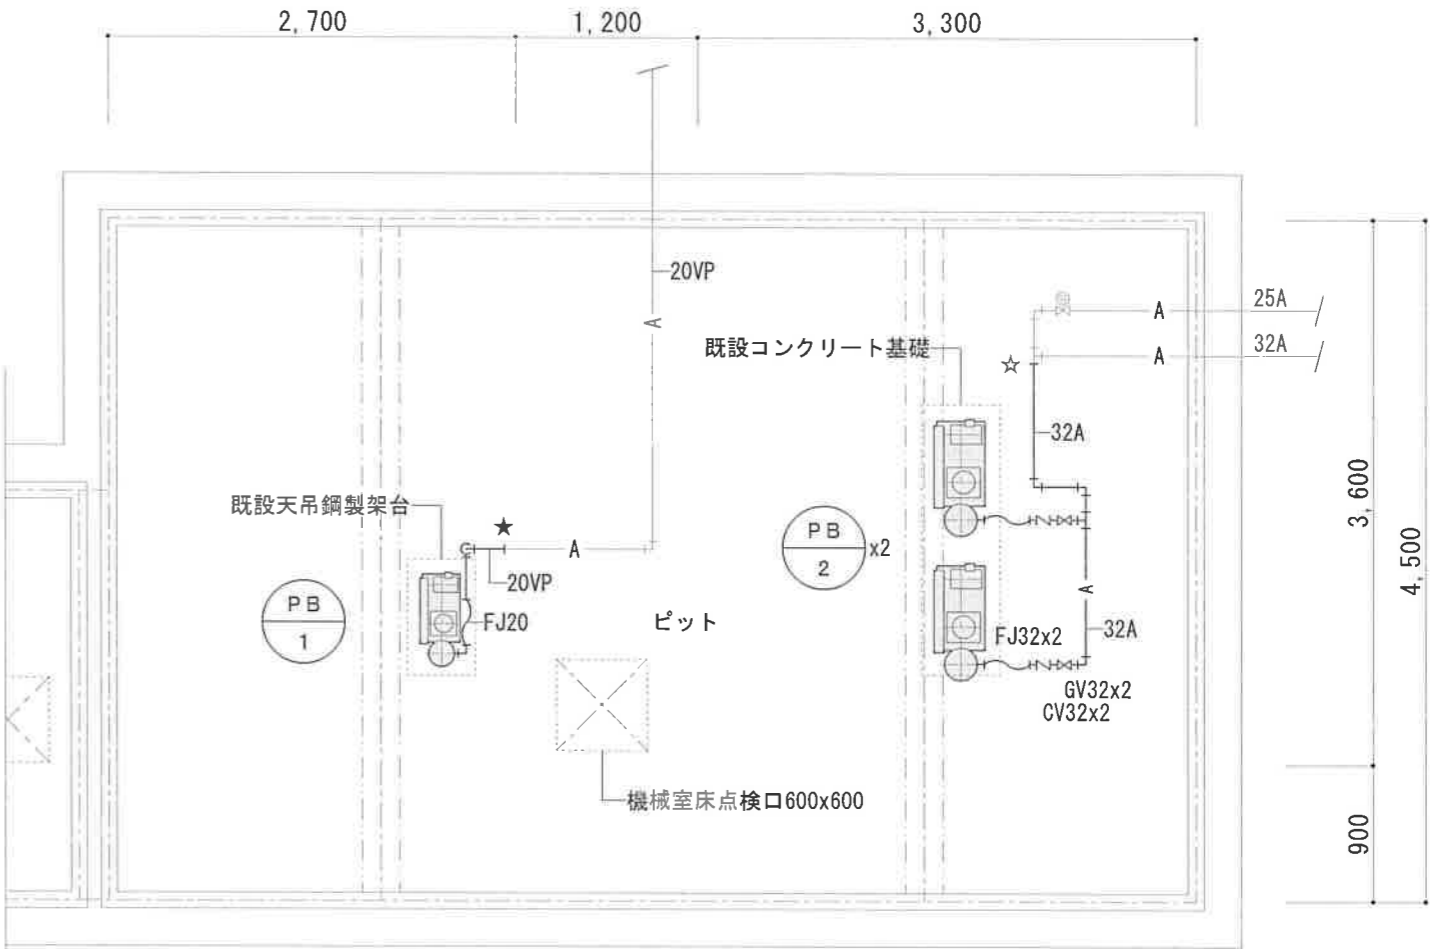 2,700
1,200
3,300
20VP
A
25A
A
32A
A
既設コンクリート基礎
☆
32A
3,600
4,500
既設天吊鋼製架台
★
A
20VP
PB
1
FJ20
ピット
PB
2
x2
A
FJ32x2
32A
GV32x2
CV32x2
機械室床点検口600x600
900